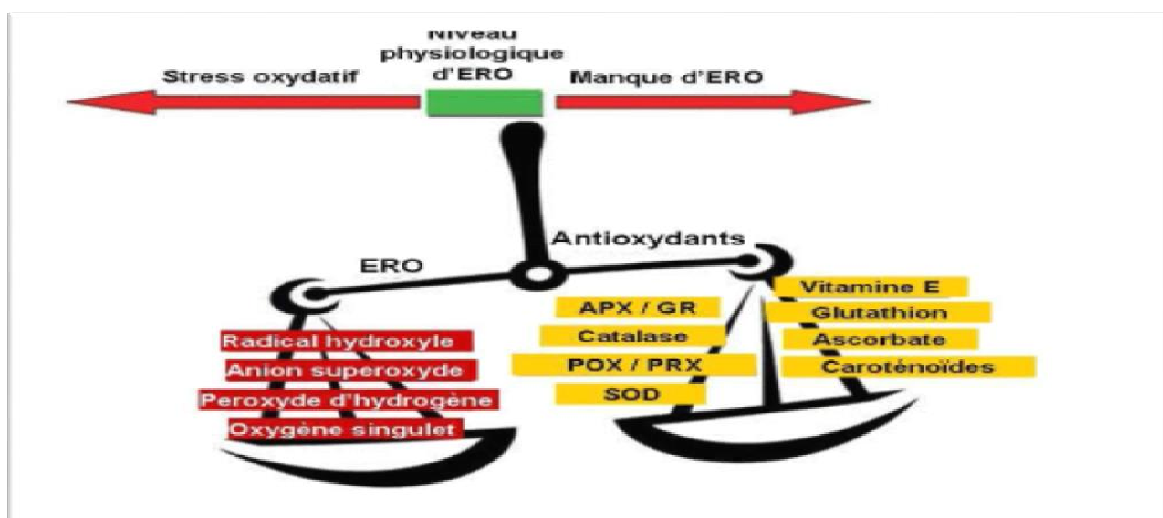 Niveau
physiologique
d'ERO
Stress oxydatif
Manque d'ERO
Antioxydants
ERO
Radical hydroxyle
Anion superoxyde
Peroxyde d'hydrogène
Oxygène singulet
APX / GR
Catalase
POX / PRX
SOD
Vitamine E
Glutathion
Ascorbate
Caroténoïdes